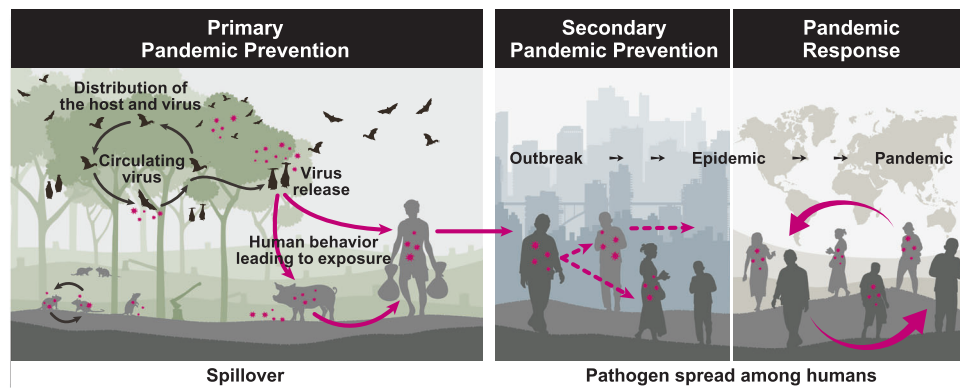 Primary
Pandemic Prevention
Secondary
Pandemic Prevention
Pandemic
Response
Distribution of
the host and virus
Circulating
virus
Virus
release
Human behavior
leading to exposure
Outbreak
Epidemic
Pandemic
Spillover
Pathogen spread among humans